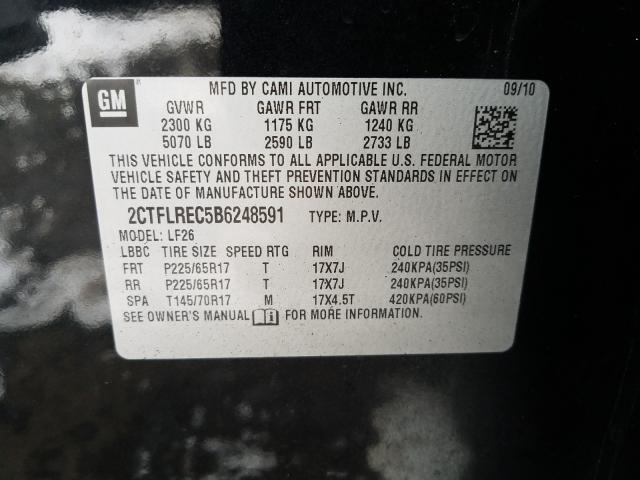 GM
MFD BY CAMI AUTOMOTIVE INC. 09/10
GVWR GAWR FRT GAWR RR
2300 KG 1175 KG 1240 KG
5070 LB 2590 LB 2733 LB
THIS VEHICLE CONFORMS TO ALL APPLICABLE U.S. FEDERAL MOTOR
VEHICLE SAFETY AND THEFT PREVENTION STANDARDS IN EFFECT ON
THE DATE OF MANUFACTURE SHOWN ABOVE.
2CTFLREC5B6248591 TYPE: M.P.V.
MODEL: LF26
LBBC TIRE SIZE SPEED RTG RIM COLD TIRE PRESSURE
FRT P225/65R17 T 17X7J 240KPA(35PSI)
RR P225/65R17 T 17X7J 240KPA(35PSI)
SPA T145/70R17 M 17X4.5T 420KPA(60PSI)
SEE OWNER'S MANUAL i FOR MORE INFORMATION.